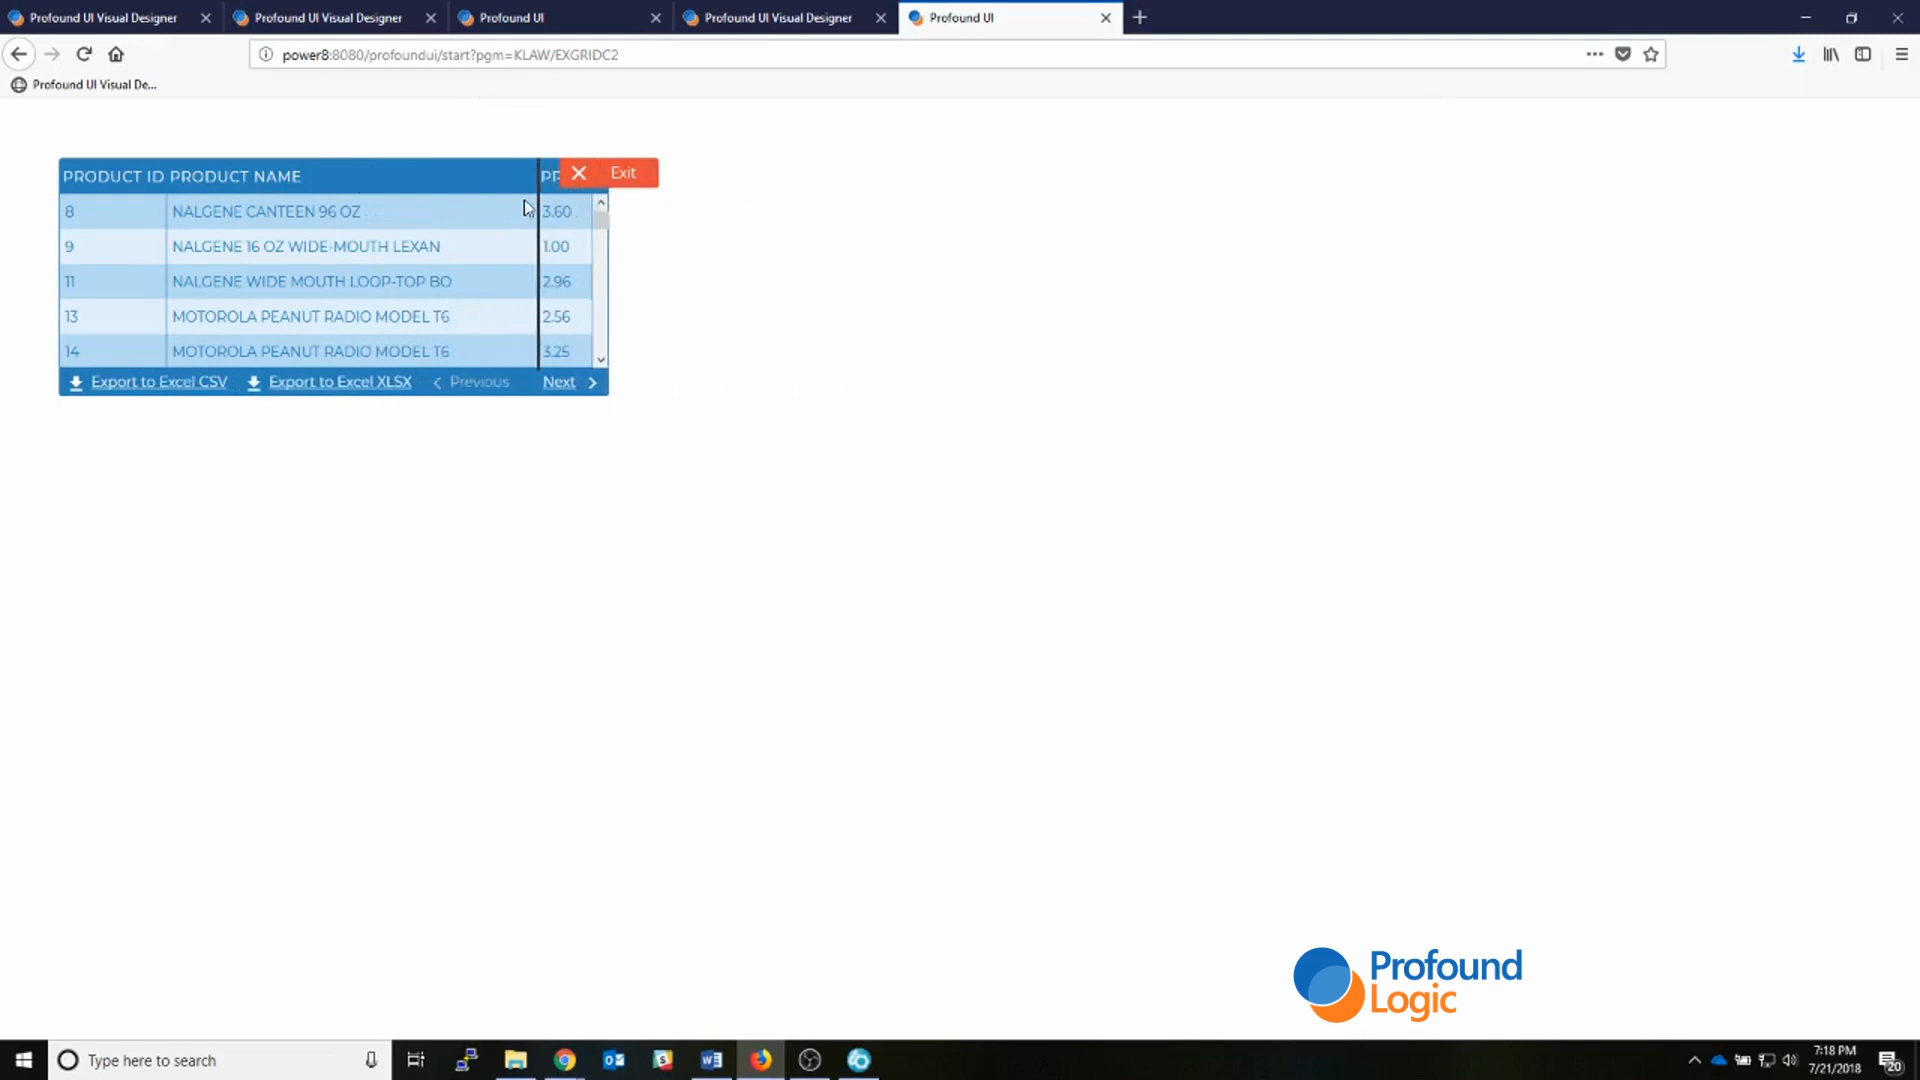 Profound UI Visual Designer
Profound UI Visual Designer
Profound UI
Profound UI Visual Designer
Profound UI
power8:8080/profoundui/start?pgm=KLAW/EXGRIDC2
Profound UI Visual De...
PRODUCT ID PRODUCT NAME PR
Exit
8 NALGENE CANTEEN 96 OZ 3.60
9 NALGENE 16 OZ WIDE-MOUTH LEXAN 1.00
11 NALGENE WIDE MOUTH LOOP-TOP BO 2.96
13 MOTOROLA PEANUT RADIO MODEL T6 2.56
14 MOTOROLA PEANUT RADIO MODEL T6 3.25
Export to Excel CSV Export to Excel XLSX Previous Next
Profound
Logic
Type here to search
7:18 PM
7/21/2018
20